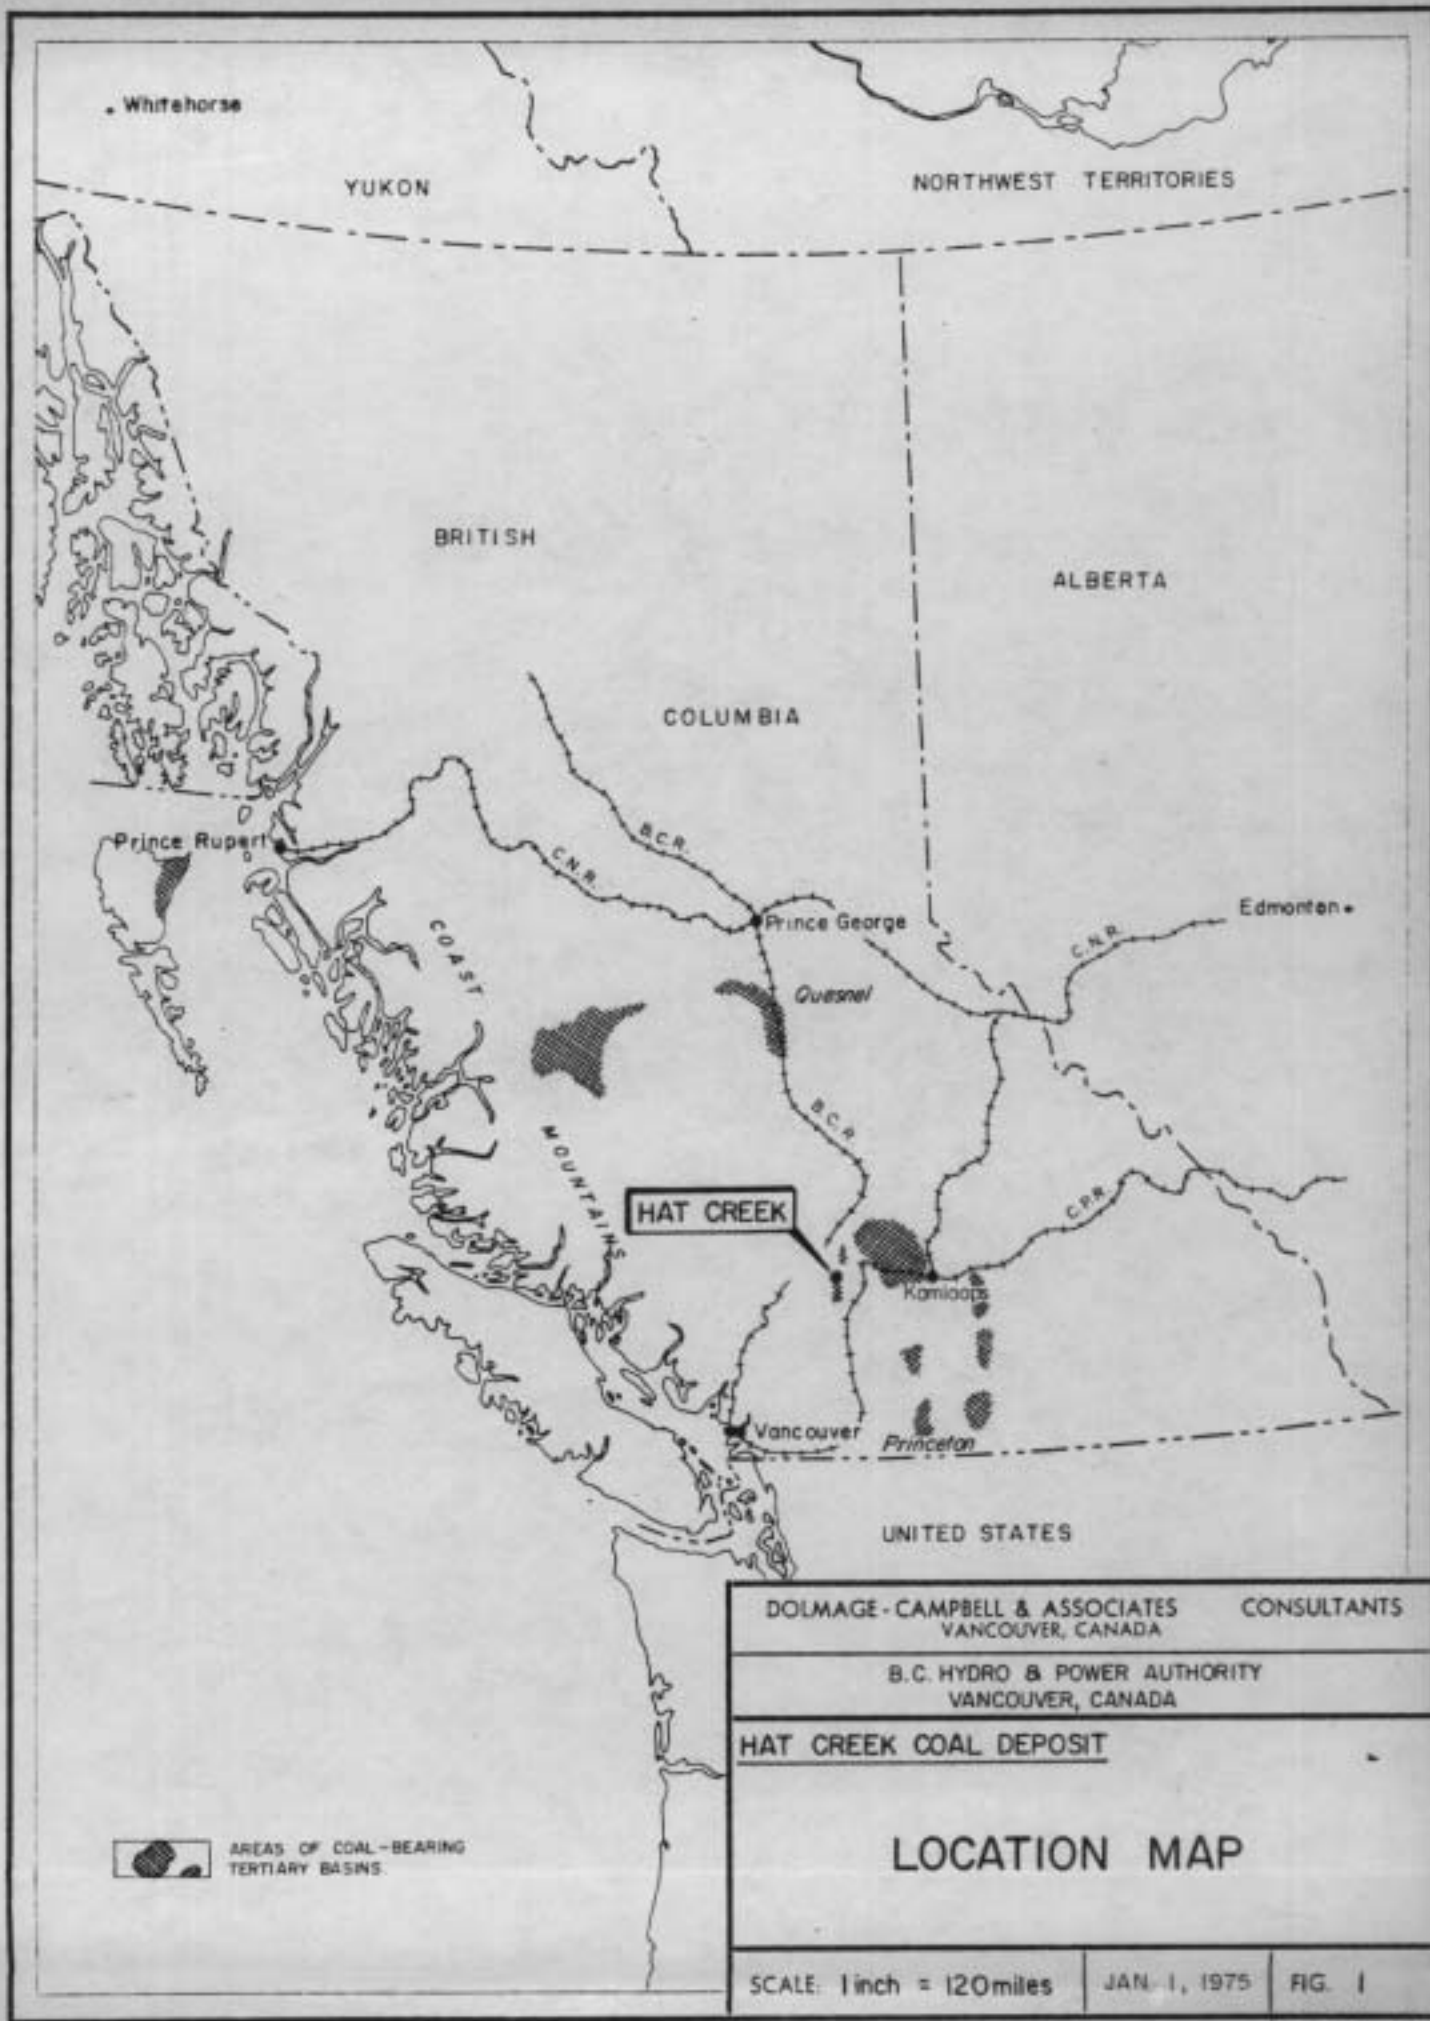 Whitehorse
YUKON
NORTHWEST TERRITORIES
BRITISH
ALBERTA
COLUMBIA
B.C.R.
Prince Rupert
C.N.R.
Prince George
Edmonton
C.N.R.
COAST
Quesnel
B.C.R.
MOUNTAINS
HAT CREEK
C.P.R.
Kamloops
Vancouver
Princeton
UNITED STATES
DOLMAGE-CAMPBELL & ASSOCIATES CONSULTANTS
VANCOUVER, CANADA
B.C. HYDRO & POWER AUTHORITY
VANCOUVER, CANADA
HAT CREEK COAL DEPOSIT
LOCATION MAP
AREAS OF COAL-BEARING
TERTIARY BASINS.
SCALE: 1 inch = 120 miles JAN. 1, 1975 FIG. 1